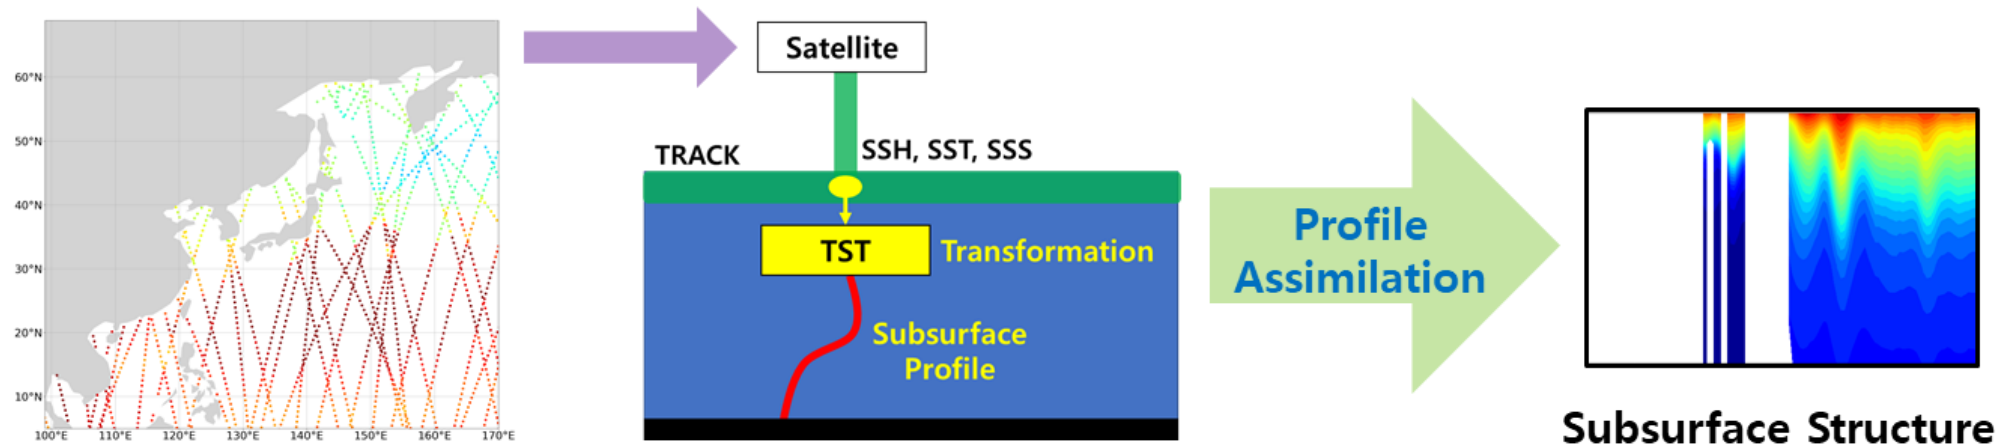 60°N
50°N
40°N
30°N
20°N
10°N
100°E 110°E 120°E 130°E 140°E 150°E 160°E 170°E
Satellite
TRACK
SSH, SST, SSS
TST
Transformation
Subsurface
Profile
Profile
Assimilation
Subsurface Structure